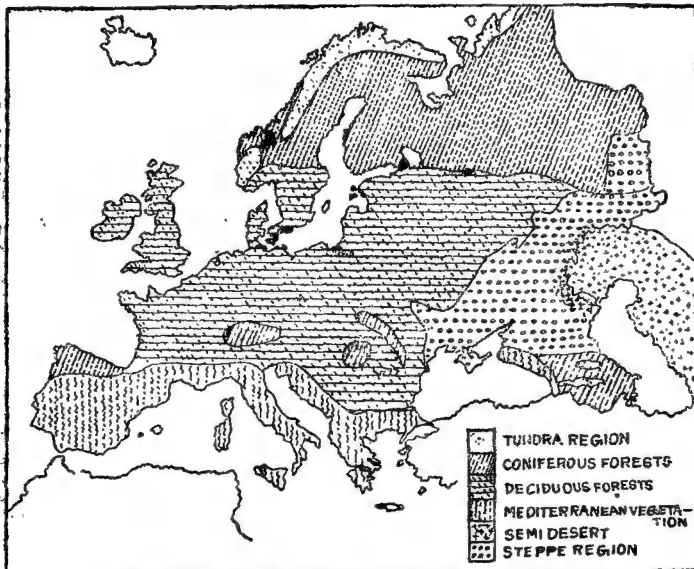 TUNDRA REGION
CONIFEROUS FORESTS
DECIDUOUS FORESTS
MEDITERRANEAN VEGETA-
TION
SEMI DESERT
STEPPE REGION